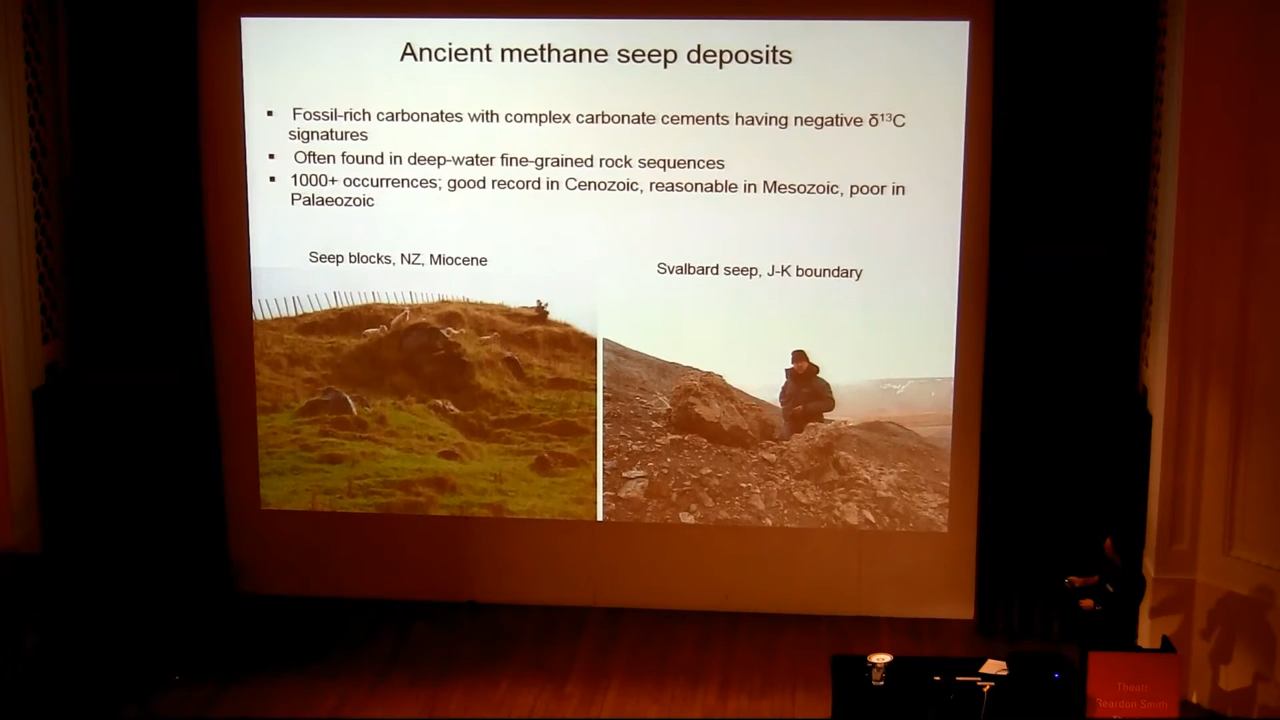 Ancient methane seep deposits
▪ Fossil-rich carbonates with complex carbonate cements having negative δ¹³C
signatures
▪ Often found in deep-water fine-grained rock sequences
▪ 1000+ occurrences; good record in Cenozoic, reasonable in Mesozoic, poor in
Palaeozoic
Seep blocks, NZ, Miocene
Svalbard seep, J-K boundary
Reardon Smith